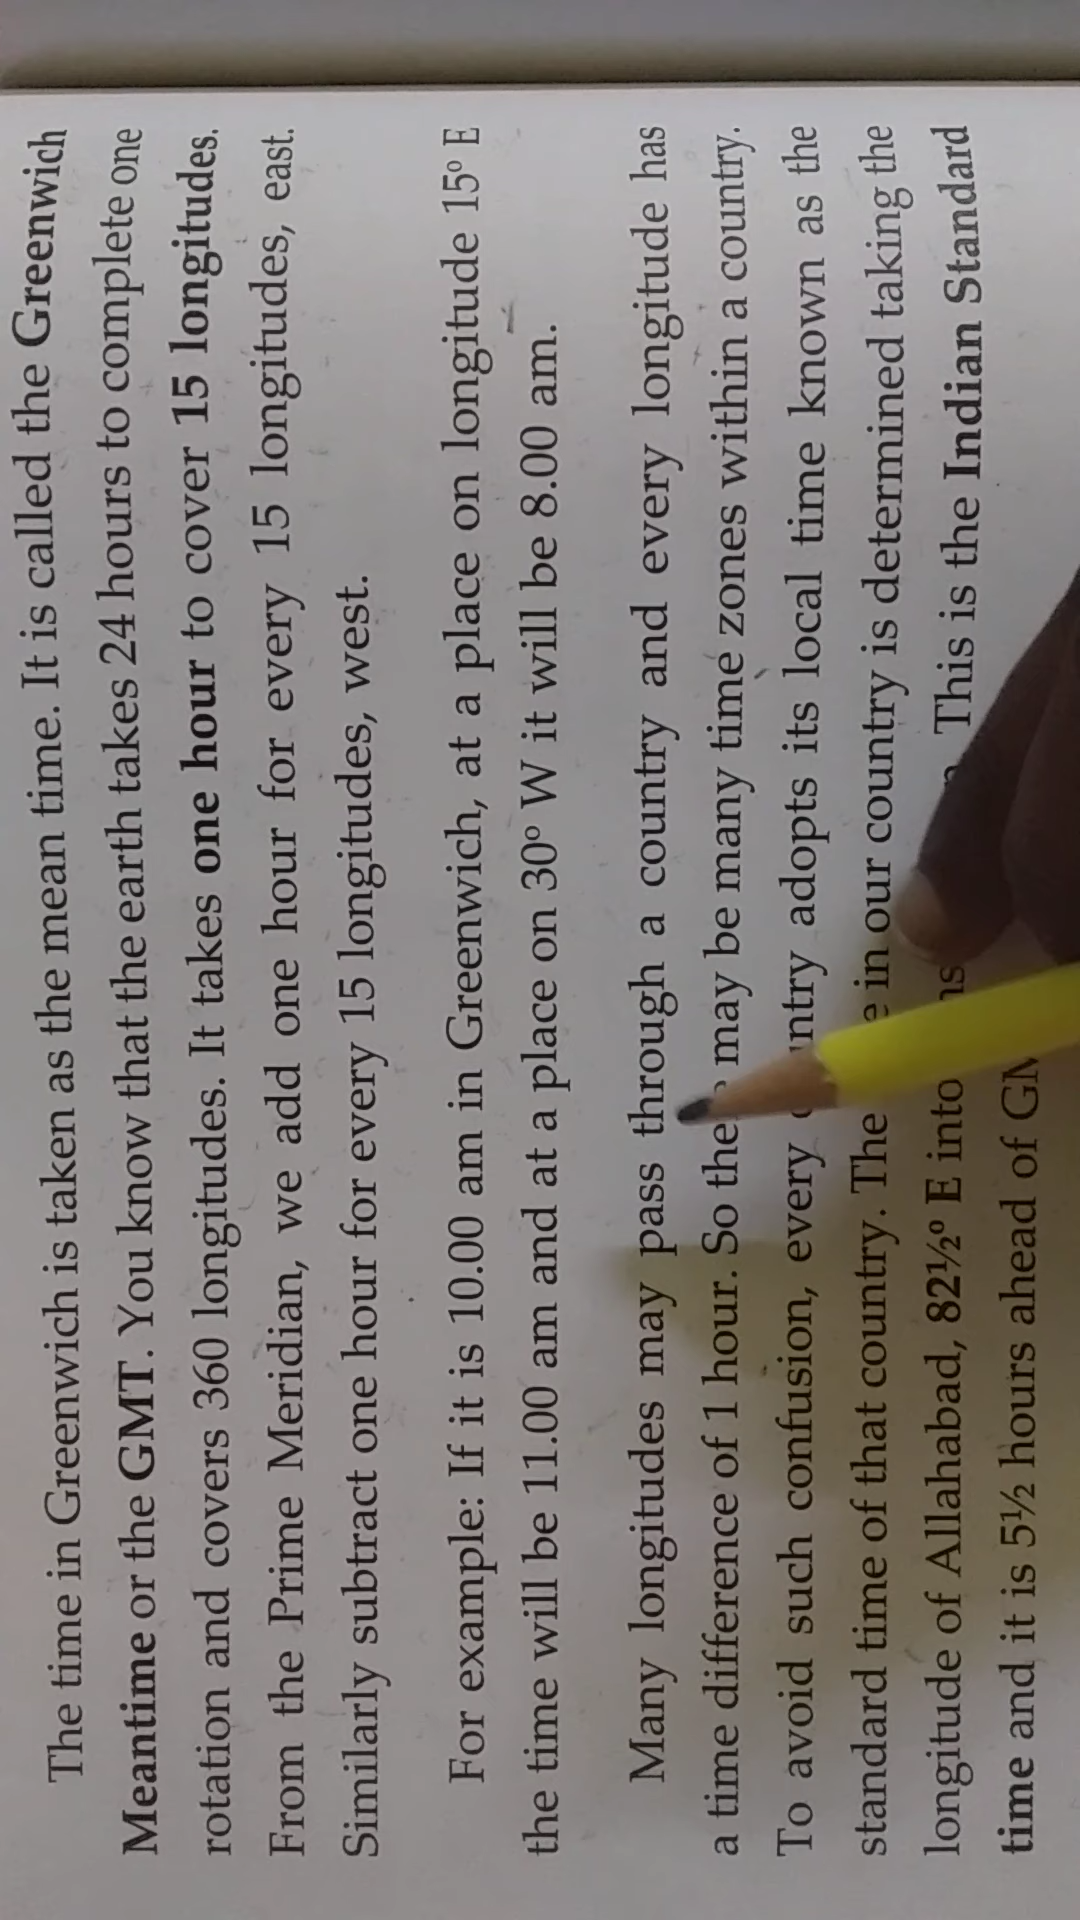 The time in Greenwich is taken as the mean time. It is called the Greenwich
Meantime or the GMT. You know that the earth takes 24 hours to complete one
rotation and covers 360 longitudes. It takes one hour to cover 15 longitudes.
From the Prime Meridian, we add one hour for every 15 longitudes, east.
Similarly subtract one hour for every 15 longitudes, west.
For example: If it is 10.00 am in Greenwich, at a place on longitude 15º E
the time will be 11.00 am and at a place on 30º W it will be 8.00 am.
Many longitudes may pass through a country and every longitude has
a time difference of 1 hour. So may be many time zones within a country.
To avoid such confusion, every adopts its local time known as the
standard time of that country. The in our country is determined taking the
longitude of Allahabad, 82½º E into This is the Indian Standard
time and it is 5½ hours ahead of